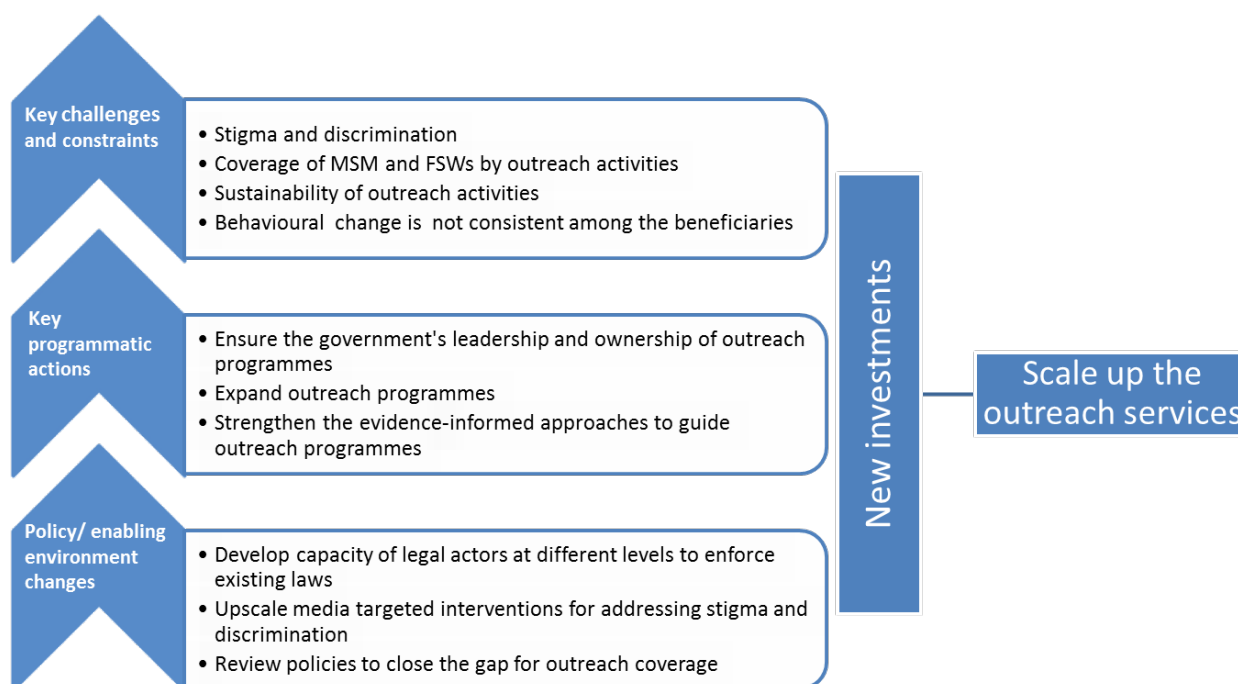 Key challenges
and constraints
• Stigma and discrimination
• Coverage of MSM and FSWs by outreach activities
• Sustainability of outreach activities
• Behavioural  change is  not consistent among the beneficiaries
Key
programmatic
actions
• Ensure the government's leadership and ownership of outreach
programmes
• Expand outreach programmes
• Strengthen the evidence-informed approaches to guide
outreach programmes
Policy/ enabling
environment
changes
• Develop capacity of legal actors at different levels to enforce
existing laws
• Upscale media targeted interventions for addressing stigma and
discrimination
• Review policies to close the gap for outreach coverage
New investments
Scale up the
outreach services